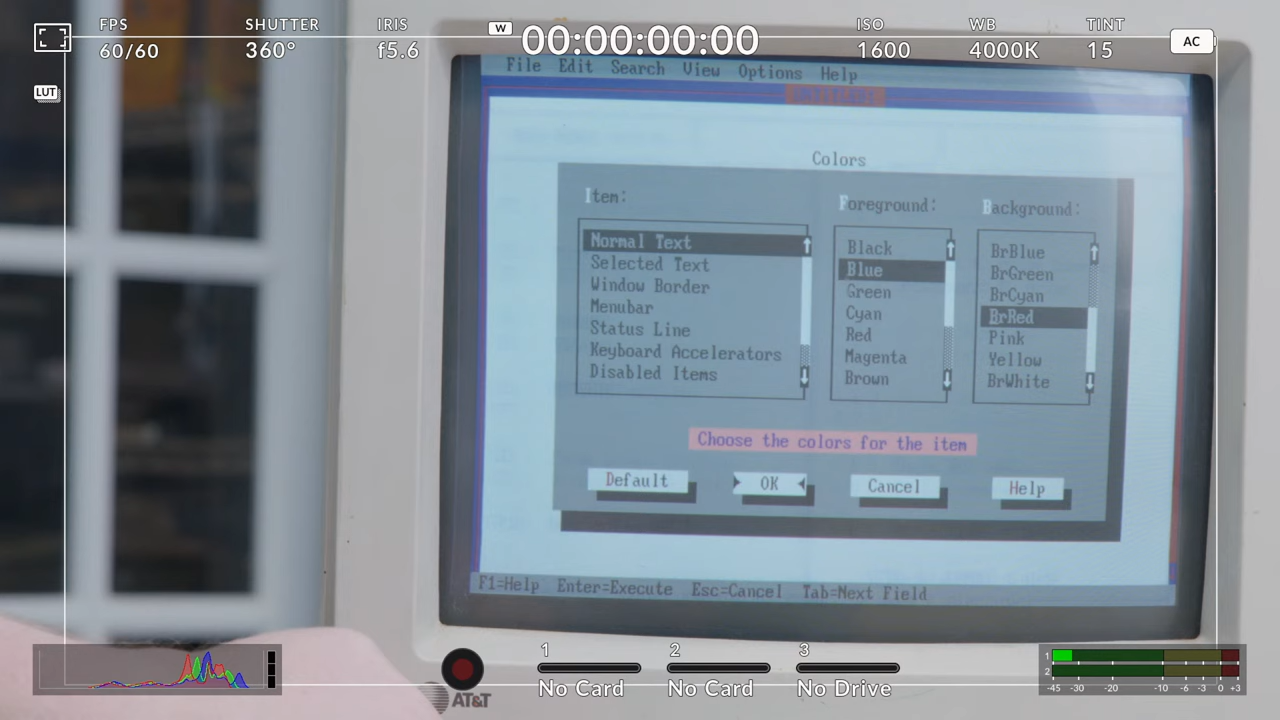 FPS SHUTTER IRIS W 00:00:00:00 ISO WB TINT AC
60/60 360° f5.6 1600 4000K 15
LUT
File Edit Search View Options Help
Colors
Item: Foreground: Background:
Normal Text Black BrBlue
Selected Text Blue BrGreen
Window Border Green BrCyan
Menubar Cyan BrRed
Status Line Red Pink
Keyboard Accelerators Magenta Yellow
Disabled Items Brown BrWhite
Choose the colors for the item
Default OK Cancel Help
F1=Help Enter=Execute Esc=Cancel Tab=Next Field
1 2 3
No Card No Card No Drive
AT&T
1
2
-45 -30 -20 -10 -6 -3 0 +3